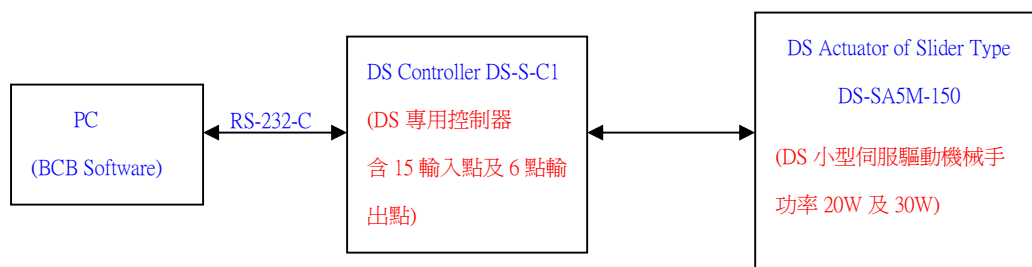 PC
(BCB Software)
RS-232-C
DS Controller DS-S-C1
(DS 專用控制器
含 15 輸入點及 6 點輸
出點)
DS Actuator of Slider Type
DS-SA5M-150
(DS 小型伺服驅動機械手
功率 20W 及 30W)